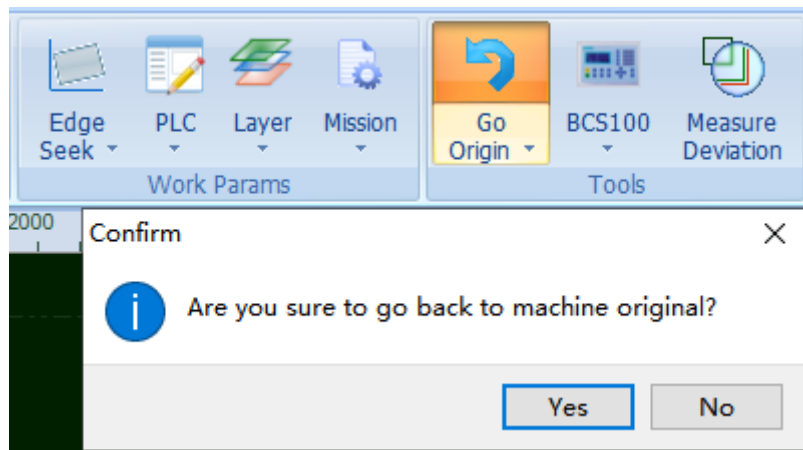 Edge Seek
PLC
Layer
Mission
Go Origin
BCS100
Measure Deviation
Work Params
Tools
2000
Confirm
Are you sure to go back to machine original?
Yes
No